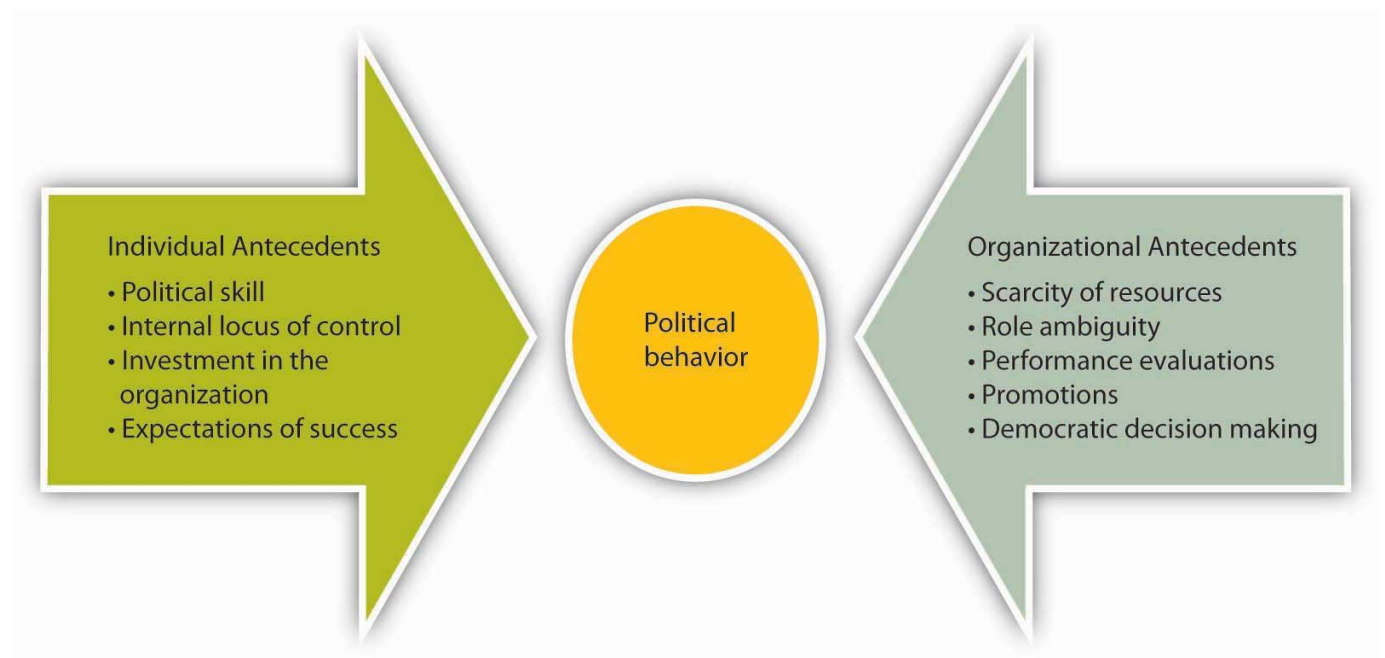 Individual Antecedents
• Political skill
• Internal locus of control
• Investment in the
organization
• Expectations of success
Political
behavior
Organizational Antecedents
• Scarcity of resources
• Role ambiguity
• Performance evaluations
• Promotions
• Democratic decision making